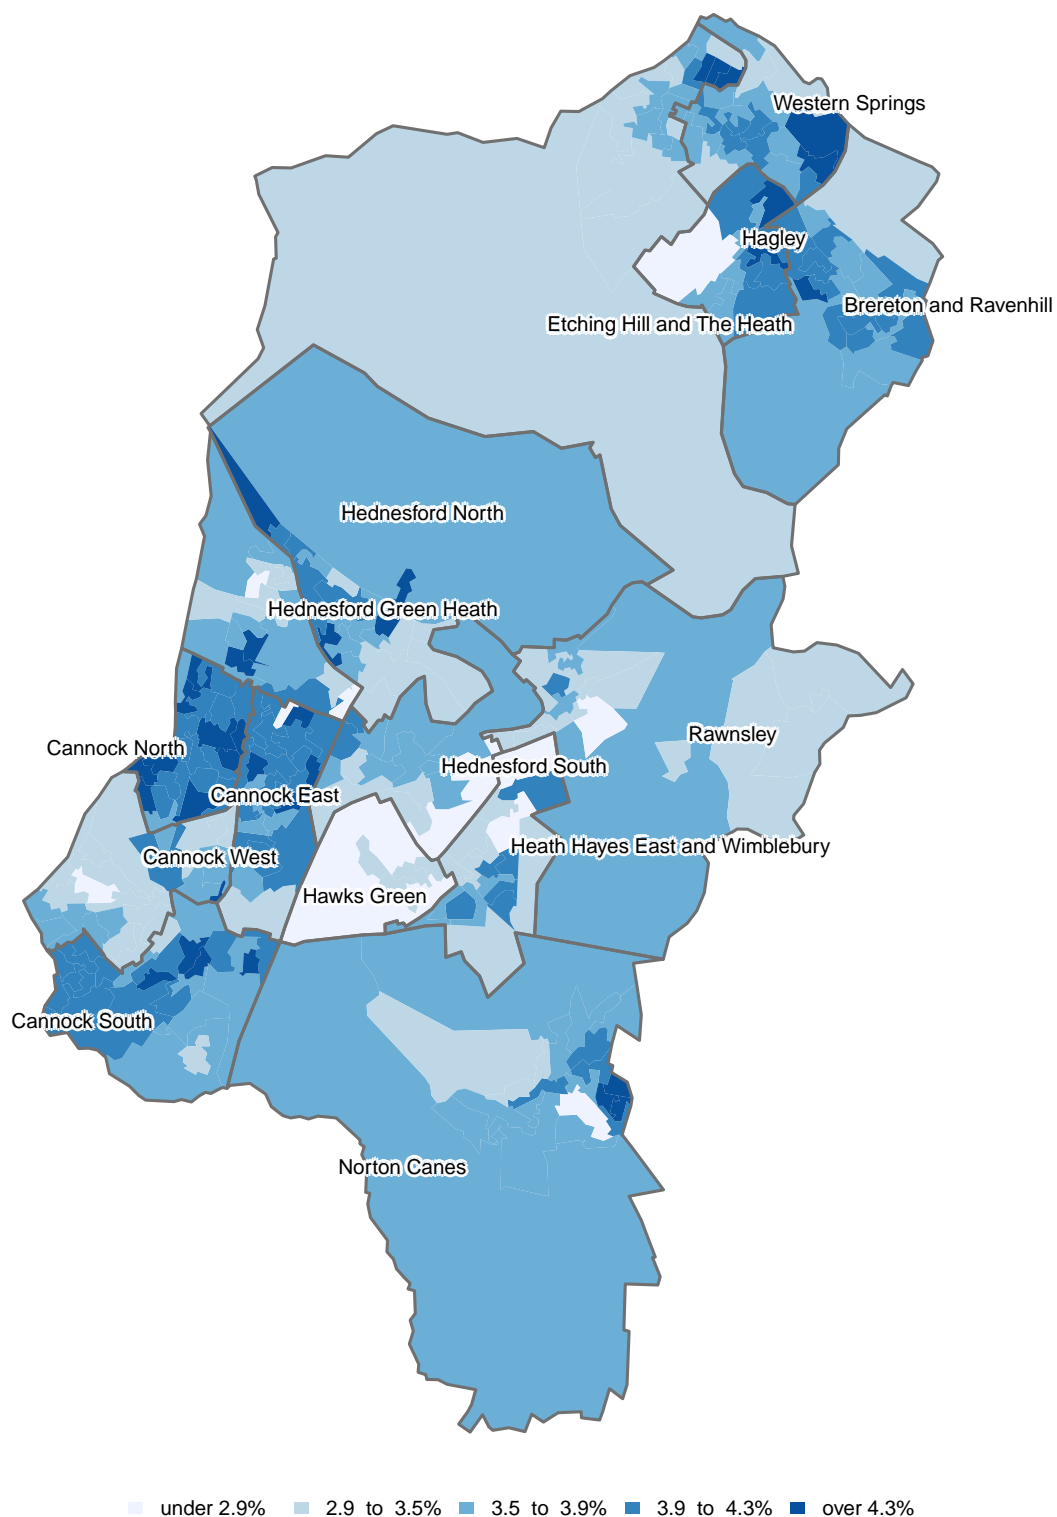 Western Springs
Hagley
Brereton and Ravenhill
Etching Hill and The Heath
Hednesford North
Hednesford Green Heath
Rawnsley
Cannock North
Hednesford South
Cannock East
Heath Hayes East and Wimblebury
Cannock West
Hawks Green
Cannock South
Norton Canes
under 2.9% 2.9 to 3.5% 3.5 to 3.9% 3.9 to 4.3% over 4.3%